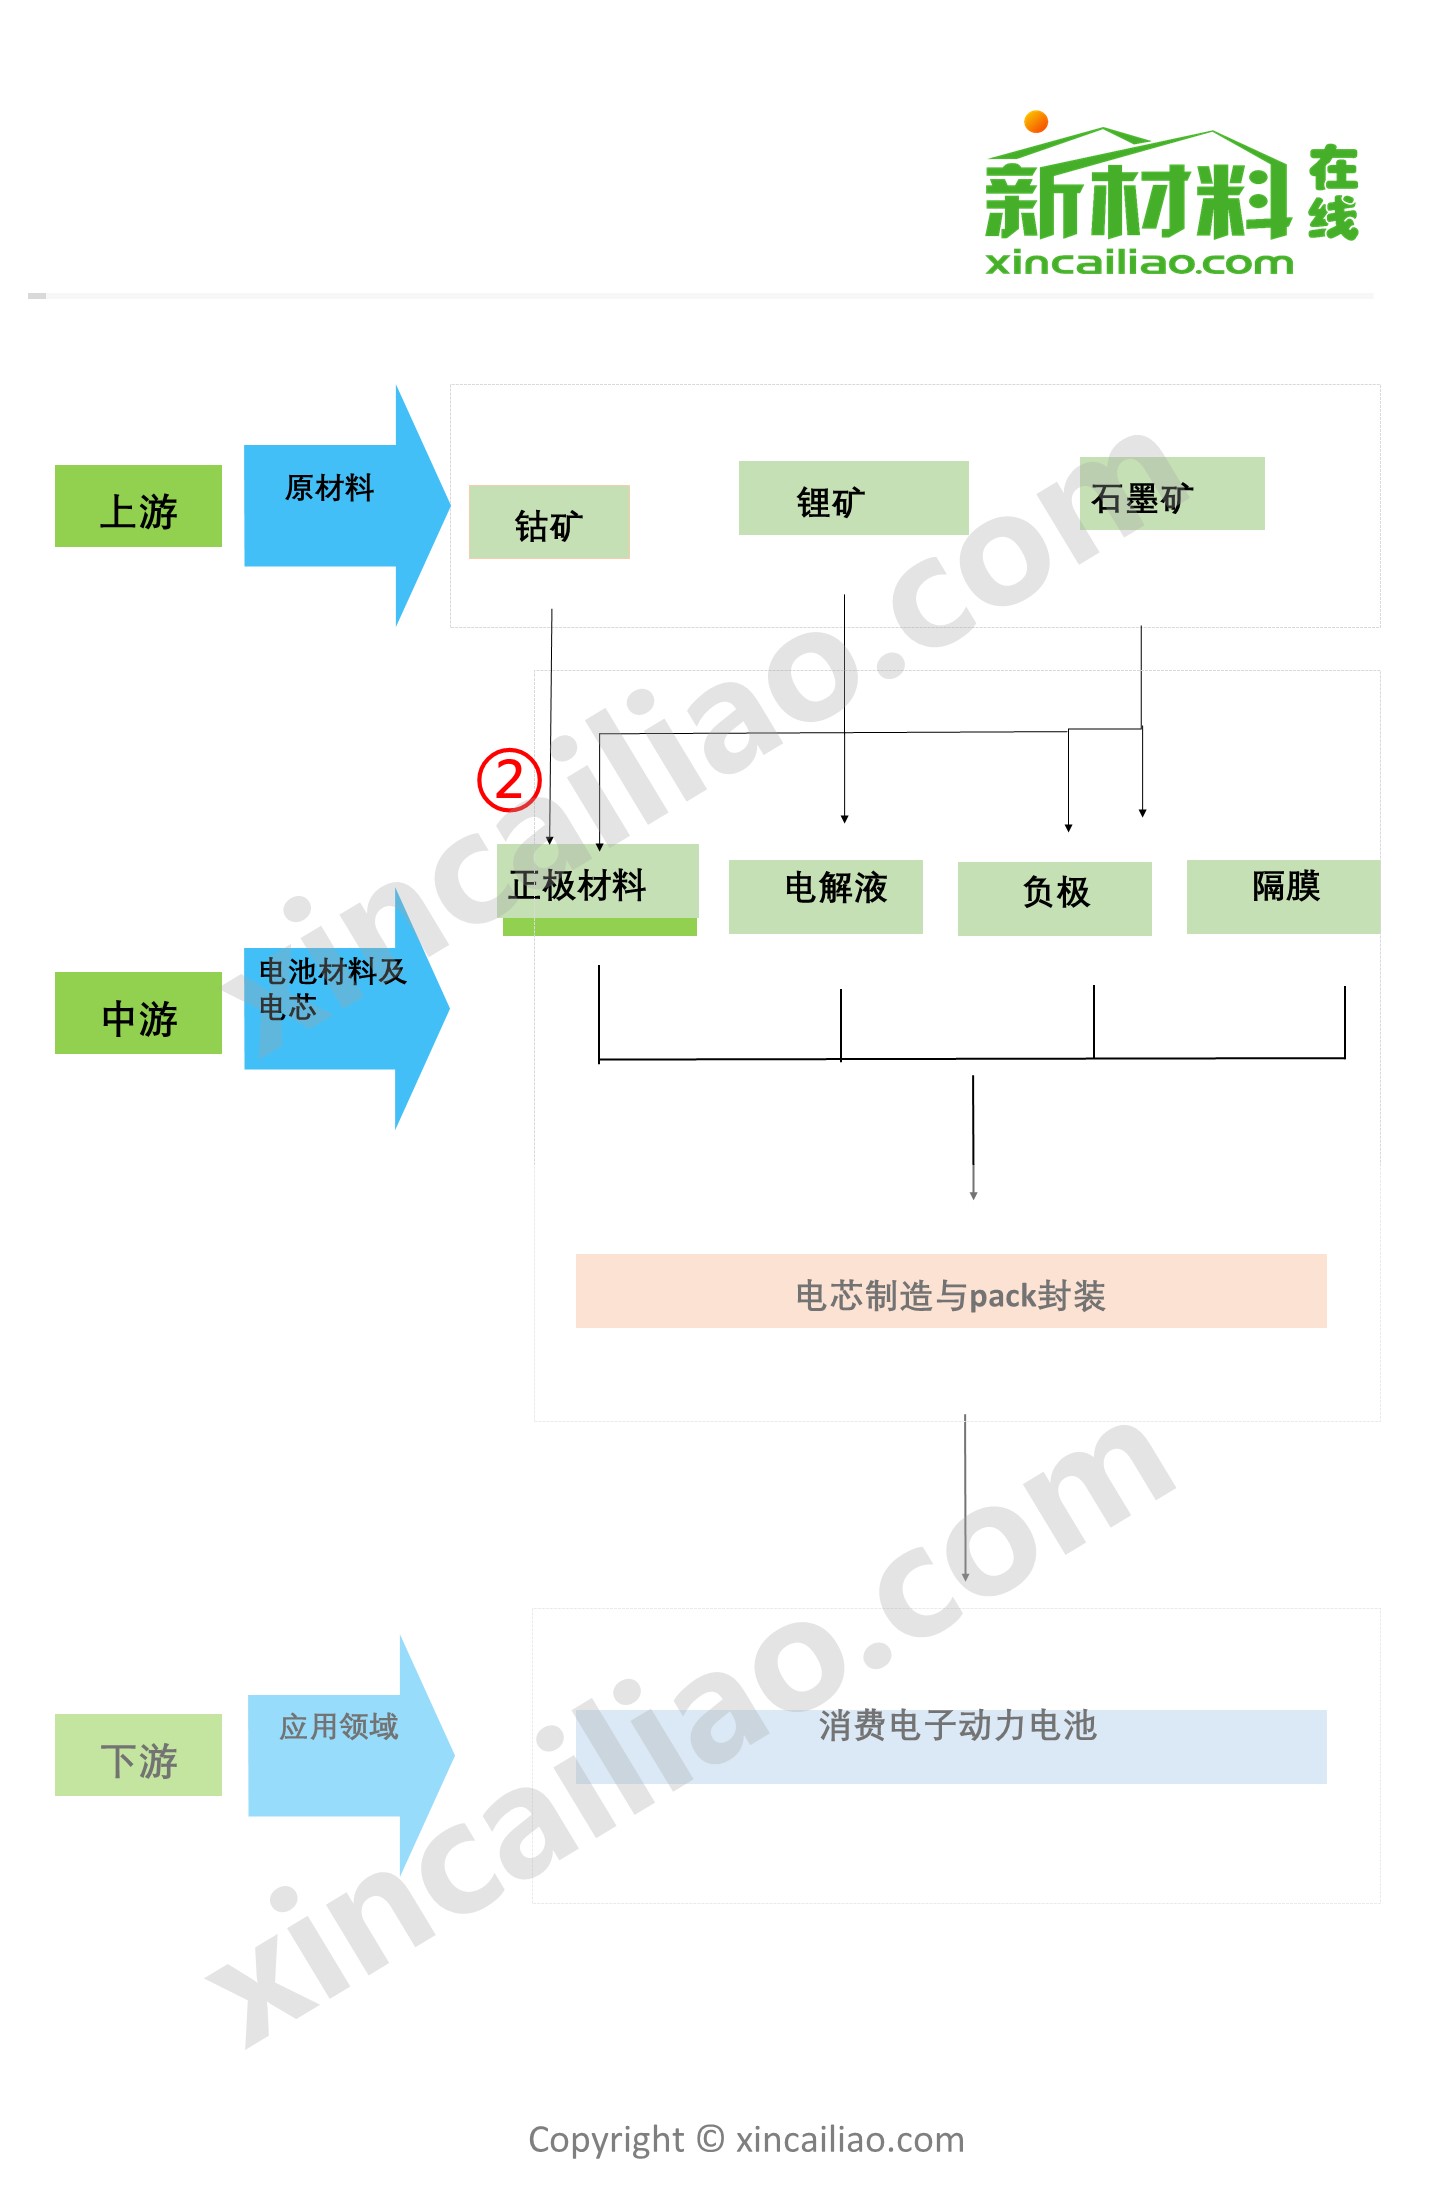 新材料在线
xincailiao.com
上游
原材料
钴矿
锂矿
石墨矿
②
正极材料
电解液
负极
隔膜
中游
电池材料及
电芯
电芯制造与pack封装
下游
应用领域
消费电子动力电池
xincailiao.com
xincailiao.com
Copyright © xincailiao.com